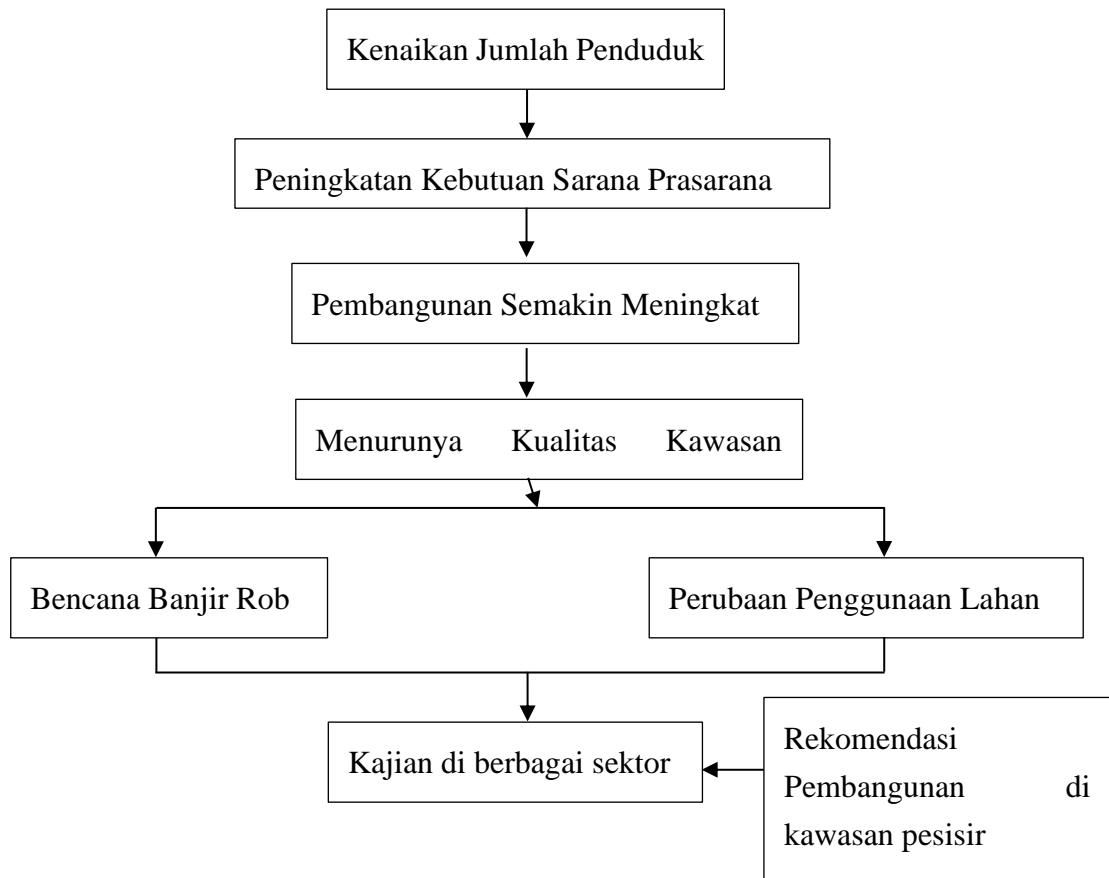 Kenaikan Jumlah Penduduk
Peningkatan Kebutuan Sarana Prasarana
Pembangunan Semakin Meningkat
Menurunya Kualitas Kawasan
Bencana Banjir Rob
Perubaan Penggunaan Lahan
Kajian di berbagai sektor
Rekomendasi
Pembangunan di
kawasan pesisir